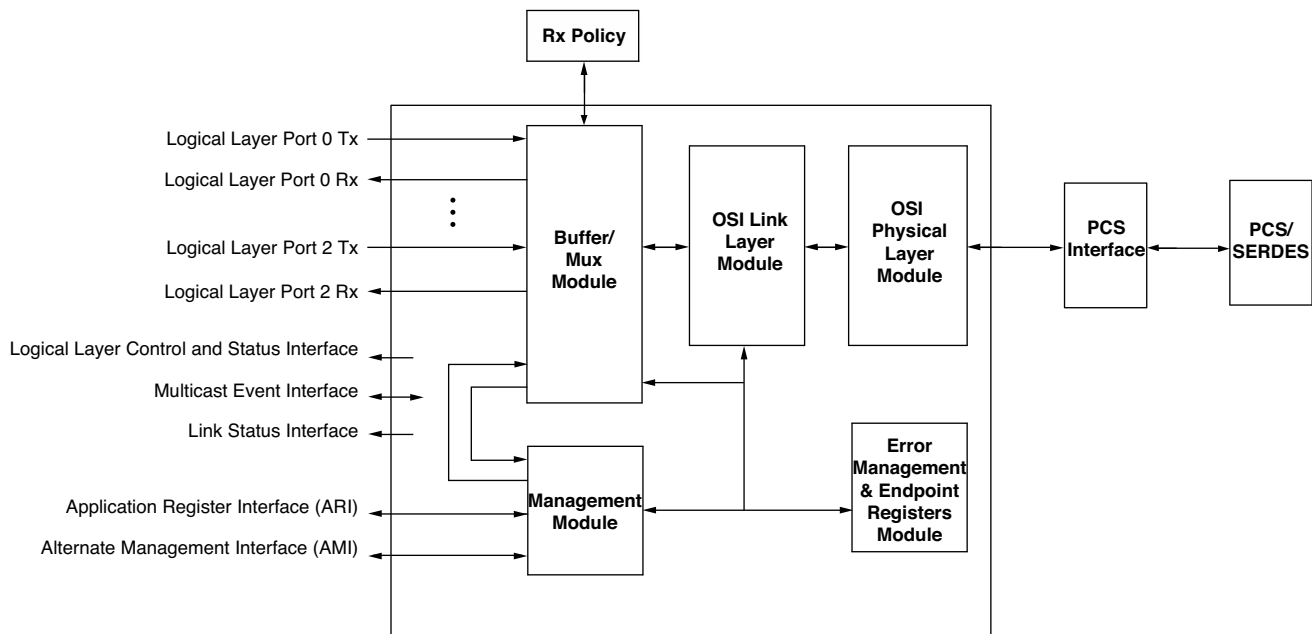 Rx Policy
Logical Layer Port 0 Tx
Logical Layer Port 0 Rx
Logical Layer Port 2 Tx
Logical Layer Port 2 Rx
Logical Layer Control and Status Interface
Multicast Event Interface
Link Status Interface
Application Register Interface (ARI)
Alternate Management Interface (AMI)
Buffer/
Mux
Module
OSI Link
Layer
Module
OSI
Physical
Layer
Module
PCS
Interface
PCS/
SERDES
Management
Module
Error
Management
& Endpoint
Registers
Module